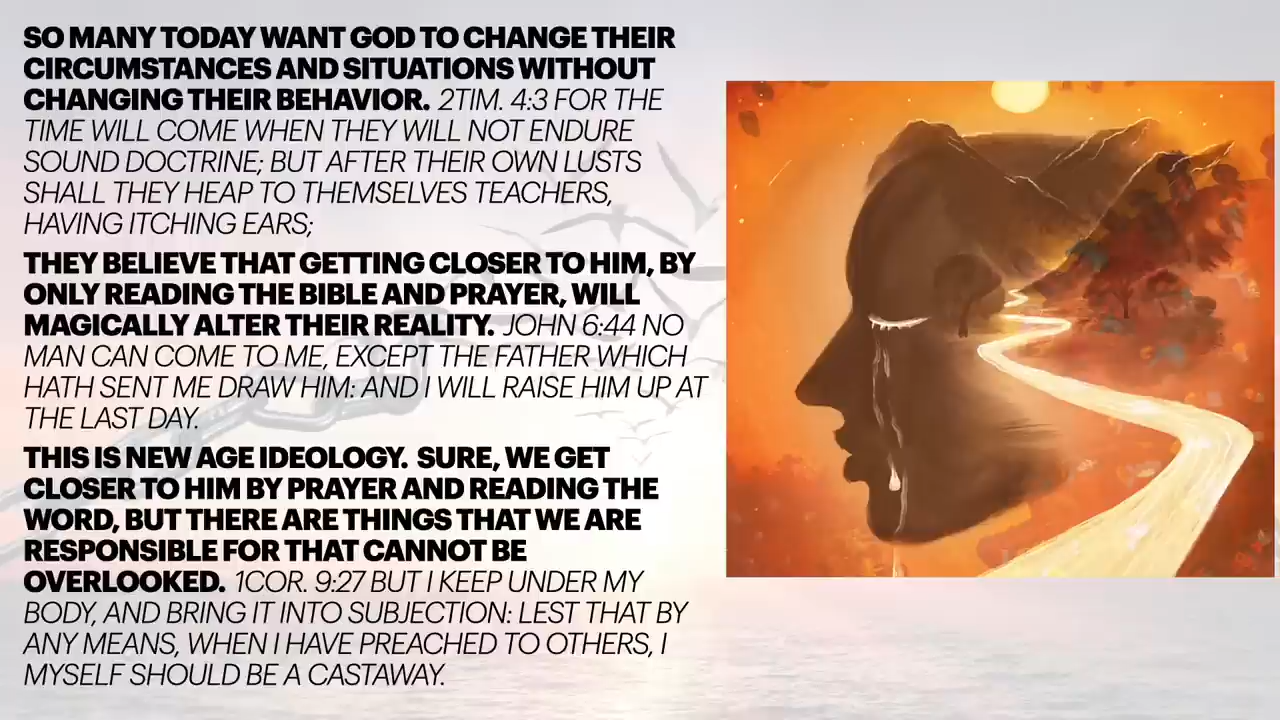 SO MANY TODAY WANT GOD TO CHANGE THEIR
CIRCUMSTANCES AND SITUATIONS WITHOUT
CHANGING THEIR BEHAVIOR. 2TIM. 4:3 FOR THE
TIME WILL COME WHEN THEY WILL NOT ENDURE
SOUND DOCTRINE; BUT AFTER THEIR OWN LUSTS
SHALL THEY HEAP TO THEMSELVES TEACHERS,
HAVING ITCHING EARS;
THEY BELIEVE THAT GETTING CLOSER TO HIM, BY
ONLY READING THE BIBLE AND PRAYER, WILL
MAGICALLY ALTER THEIR REALITY. JOHN 6:44 NO
MAN CAN COME TO ME, EXCEPT THE FATHER WHICH
HATH SENT ME DRAW HIM: AND I WILL RAISE HIM UP AT
THE LAST DAY.
THIS IS NEW AGE IDEOLOGY. SURE, WE GET
CLOSER TO HIM BY PRAYER AND READING THE
WORD, BUT THERE ARE THINGS THAT WE ARE
RESPONSIBLE FOR THAT CANNOT BE
OVERLOOKED. 1COR. 9:27 BUT I KEEP UNDER MY
BODY, AND BRING IT INTO SUBJECTION: LEST THAT BY
ANY MEANS, WHEN I HAVE PREACHED TO OTHERS, I
MYSELF SHOULD BE A CASTAWAY.